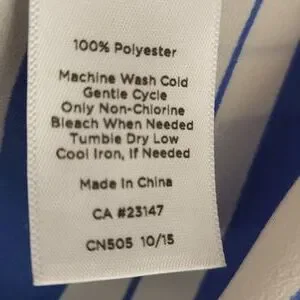 100% Polyester
Machine Wash Cold
Gentle Cycle
Only Non-Chlorine
Bleach When Needed
Tumble Dry Low
Cool Iron, If Needed
Made In China
CA #23147
CN505 10/15